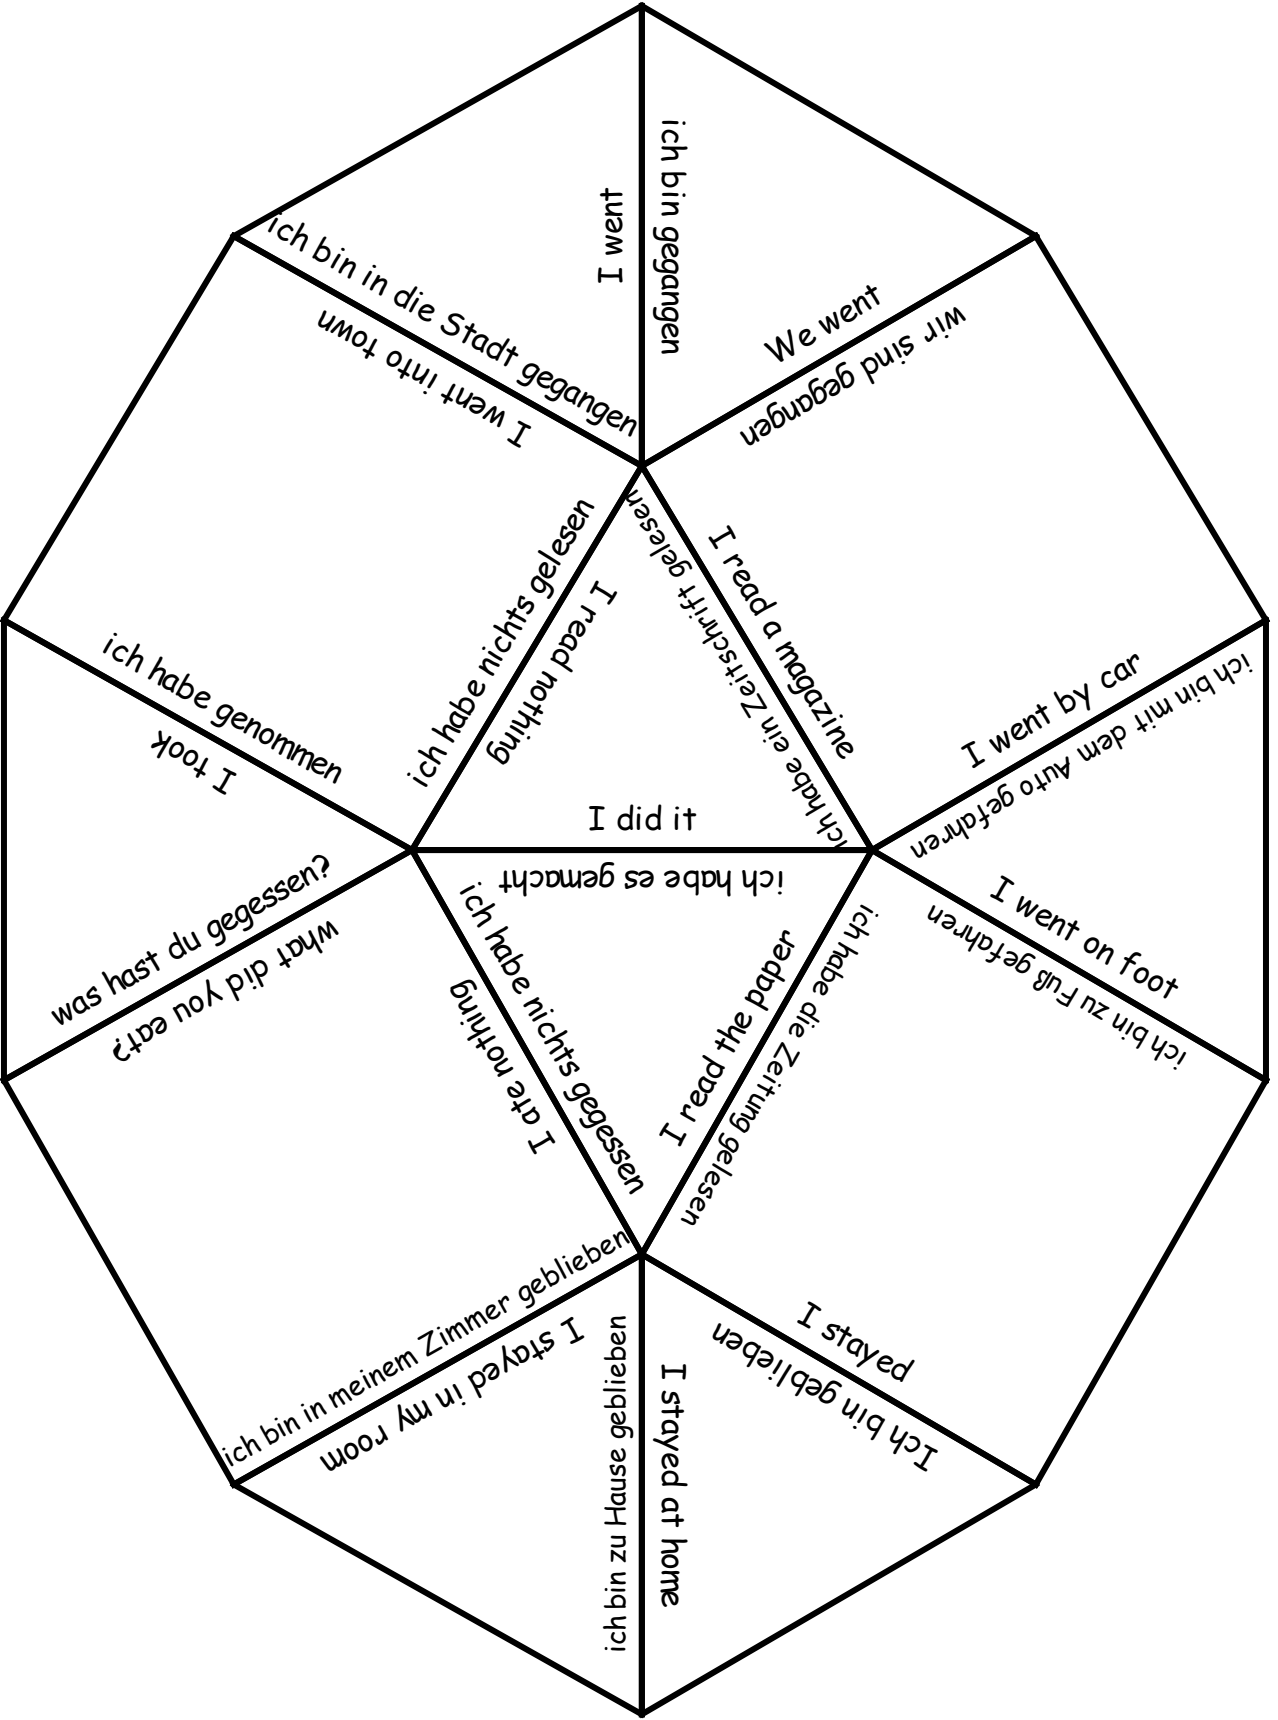 ich bin gegangen
I went
ich bin in die Stadt gegangen
I went into town
We went
wir sind gegangen
ich habe nichts gelesen
I read nothing
I read a magazine
ich habe ein Zeitschrift gelesen
ich habe genommen
I took
I went by car
ich bin mit dem Auto gefahren
I did it
ich habe es gemacht
was hast du gegessen?
what did you eat?
ich habe nichts gegessen
I ate nothing
I read the paper
ich habe die Zeitung gelesen
I went on foot
ich bin zu Fuß gefahren
ich bin in meinem Zimmer geblieben
I stayed in my room
I stayed
Ich bin geblieben
ich bin zu Hause geblieben
I stayed at home